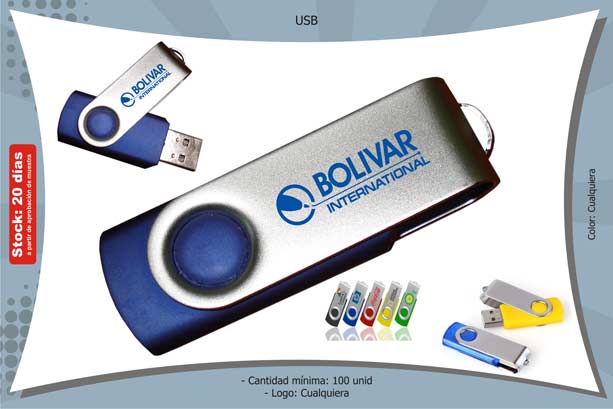 USB
BOLIVAR
INTERNATIONAL
BOLIVAR
INTERNATIONAL
Stock: 20 días
a partir de aprobación de muestra
Color: Cualquiera
- Cantidad mínima: 100 unid
- Logo: Cualquiera